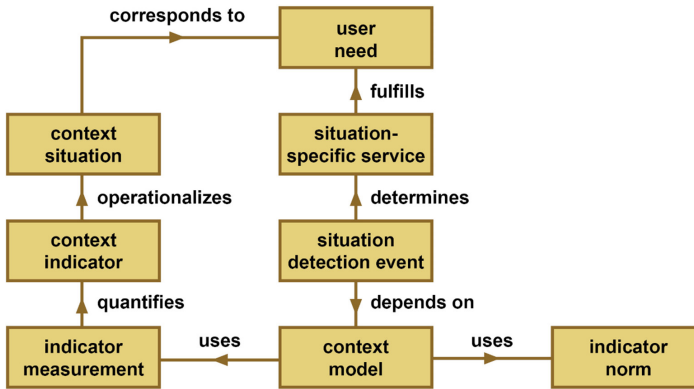 corresponds to
user
need
fulfills
context
situation
situation-
specific service
operationalizes
determines
context
indicator
situation
detection event
quantifies
depends on
indicator
measurement
uses
context
model
uses
indicator
norm